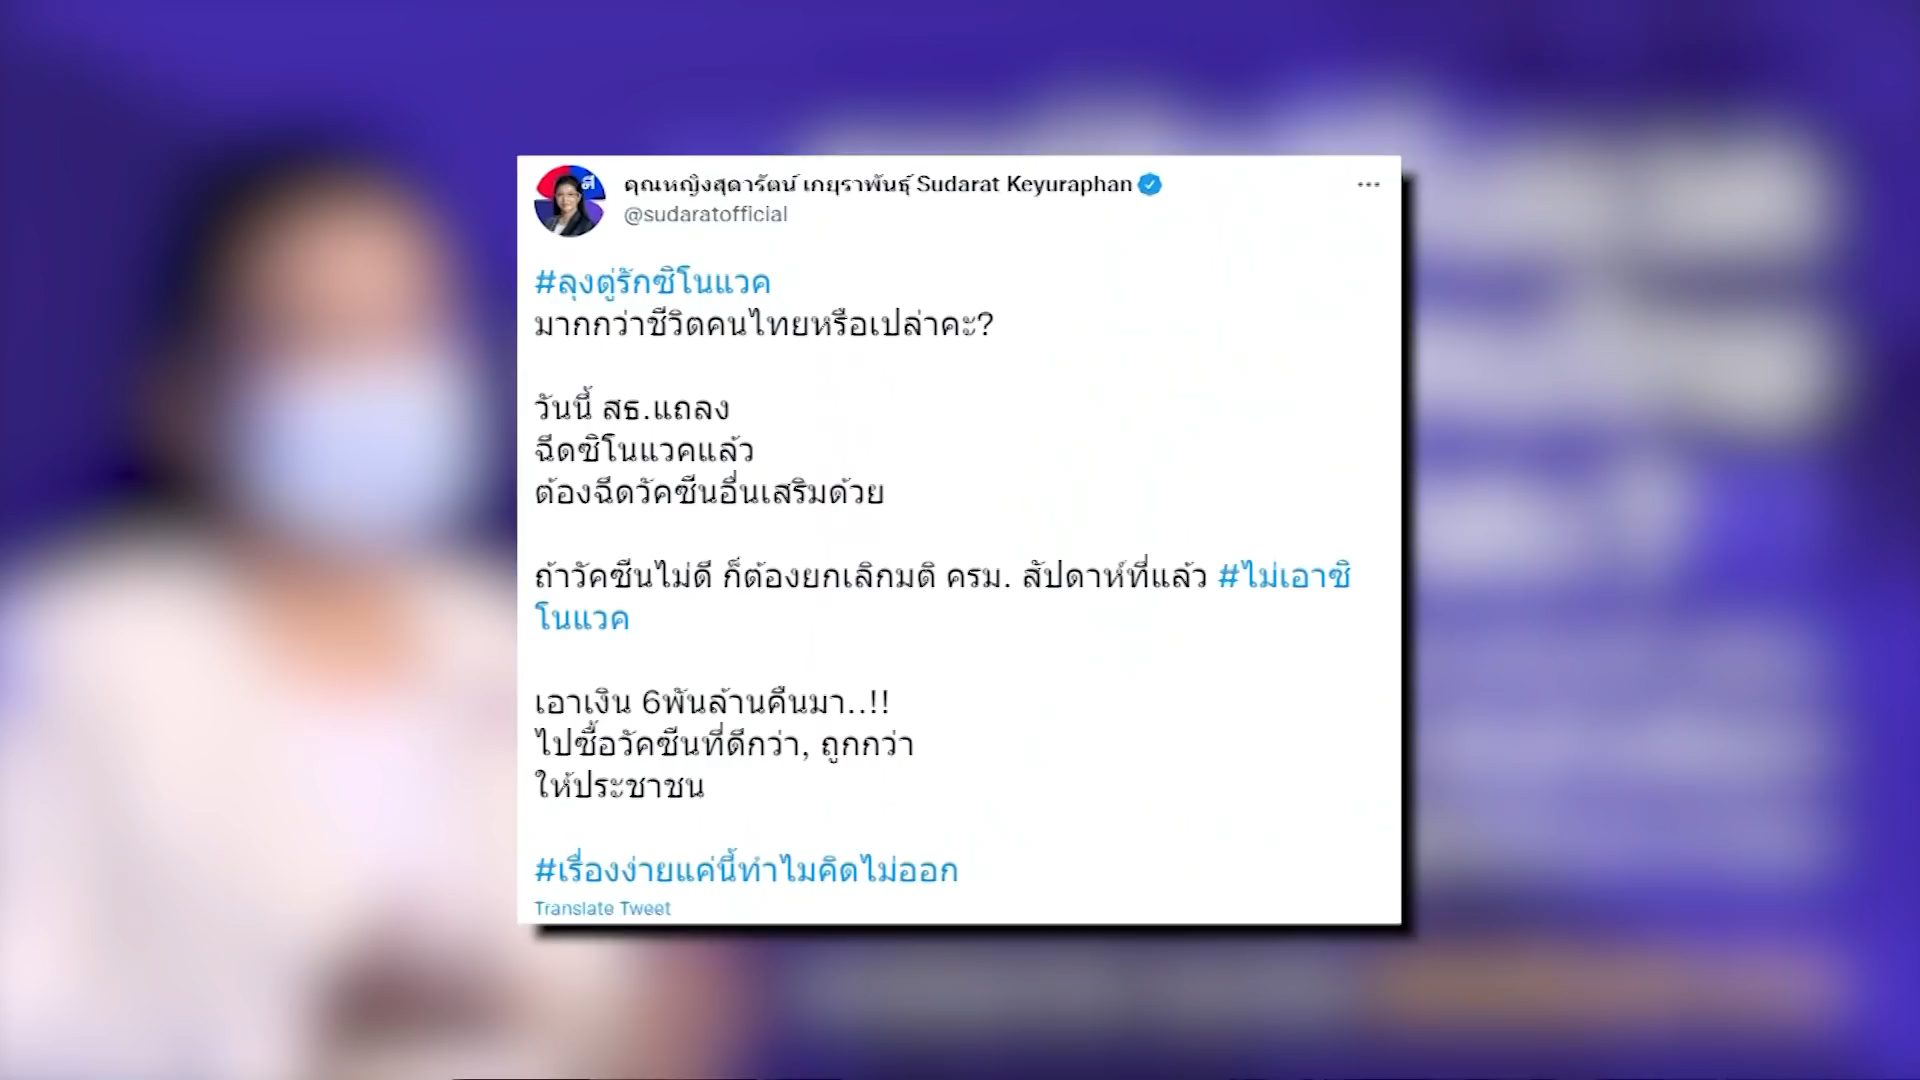 คุณหญิงสุดารัตน์ เกยุราพันธุ์ Sudarat Keyuraphan
@sudaratofficial
#ลุงตู่รักซิโนแวค
มากกว่าชีวิตคนไทยหรือเปล่าคะ?
วันนี้ สธ.แถลง
ฉีดซิโนแวคแล้ว
ต้องฉีดวัคซีนอื่นเสริมด้วย
ถ้าวัคซีนไม่ดี ก็ต้องยกเลิกมติ ครม. สัปดาห์ที่แล้ว #ไม่เอาซิ
โนแวค
เอาเงิน 6พันล้านคืนมา..!!
ไปซื้อวัคซีนที่ดีกว่า, ถูกกว่า
ให้ประชาชน
#เรื่องง่ายแค่นี้ทำไมคิดไม่ออก
Translate Tweet